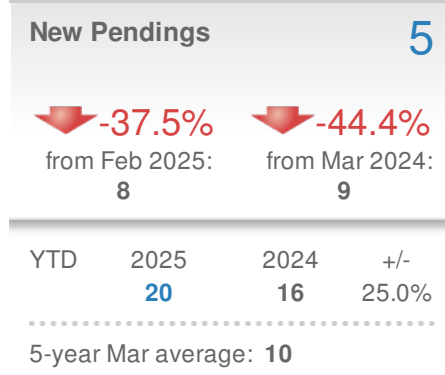 New Pendings 5
-37.5% -44.4%
from Feb 2025: from Mar 2024:
8 9
YTD 2025 2024 +/-
20 16 25.0%
5-year Mar average: 10